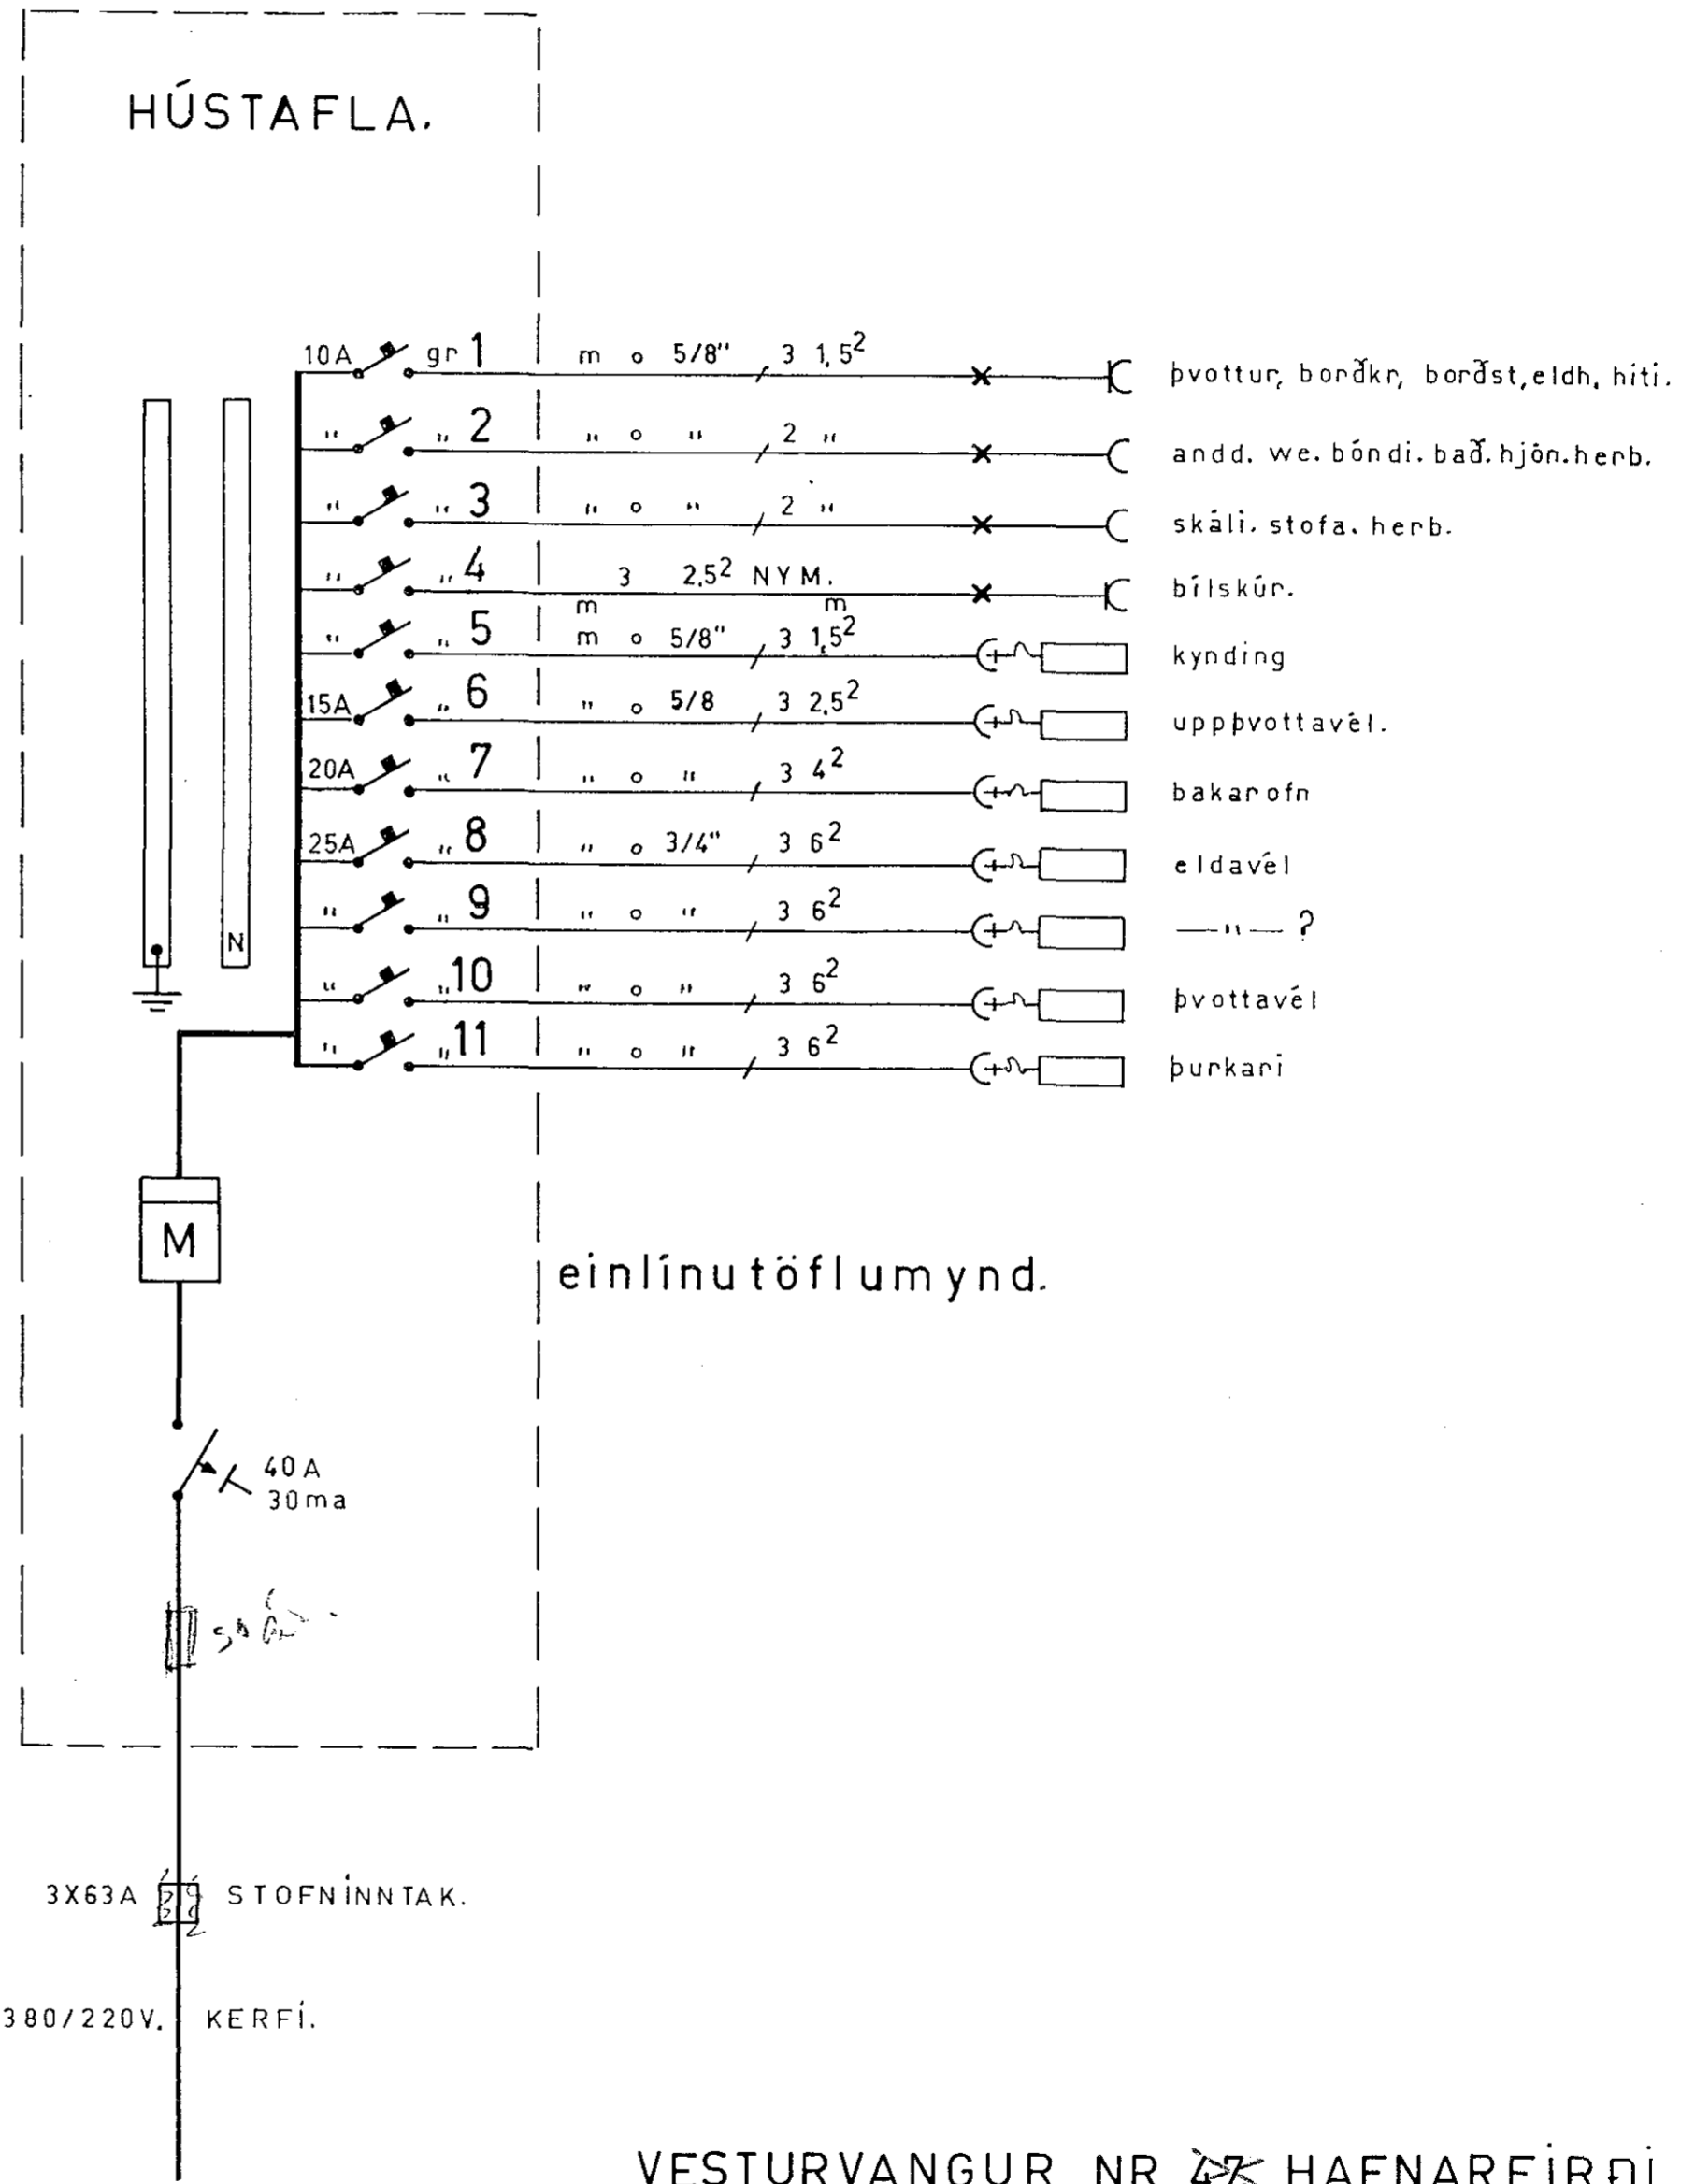 HÚSTAFLA.
10A gr 1 m o 5/8" 3 1,5² þvottur, borðkr, borðst, eldh, hiti.
" " 2 " o " 2 " andd. we. bóndi. bað. hjón. herb.
" " 3 " o " 2 " skáli. stofa. herb.
" " 4 3 2,5² NYM. bílskúr.
m m
" " 5 m o 5/8" 3 1,5² kynding
15A " 6 " o 5/8 3 2,5² uppþvottavél.
20A " 7 " o " 3 4² bakarofn
25A " 8 " o 3/4" 3 6² eldavél
" " 9 " o " 3 6² —"— ?
N
" " 10 " o " 3 6² þvottavél
" " 11 " o " 3 6² þurkari
M
einlínutöflumynd.
40A
30ma
3X63A STOFNÍNNTAK.
380/220V. KERFÍ.
VESTURVANGUR NR HAFNARFÍRÐÍ